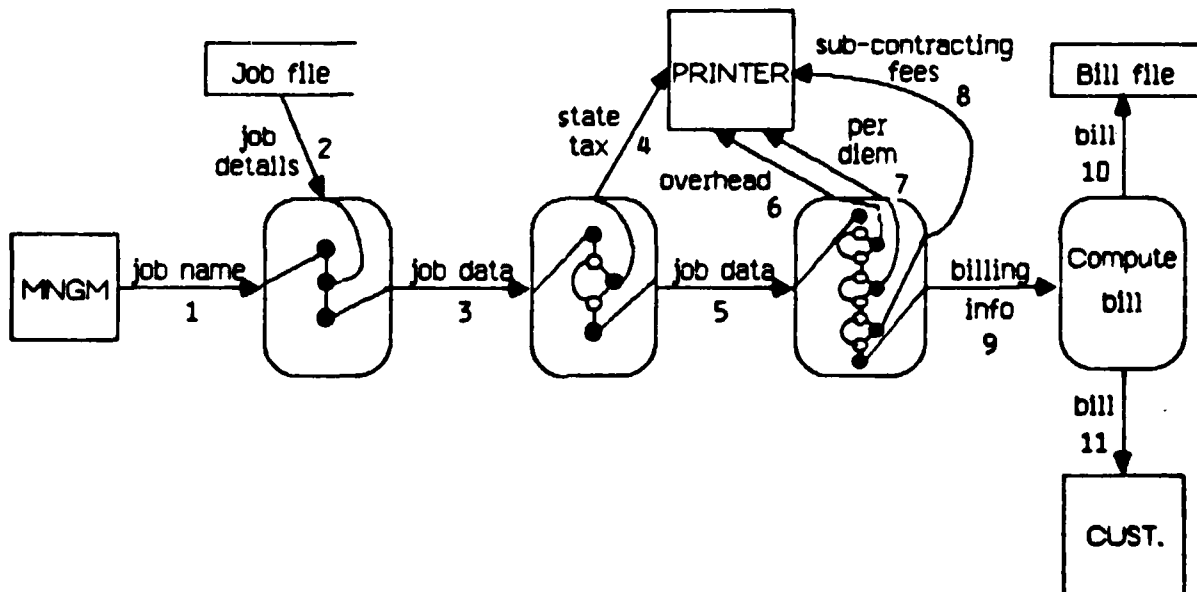 Job file
job
details
2
MNGM
job name
1
job data
3
state
tax
4
PRINTER
sub-contracting
fees
8
per
diem
7
overhead
6
job data
5
billing
info
9
Bill file
bill
10
Compute
bill
bill
11
CUST.